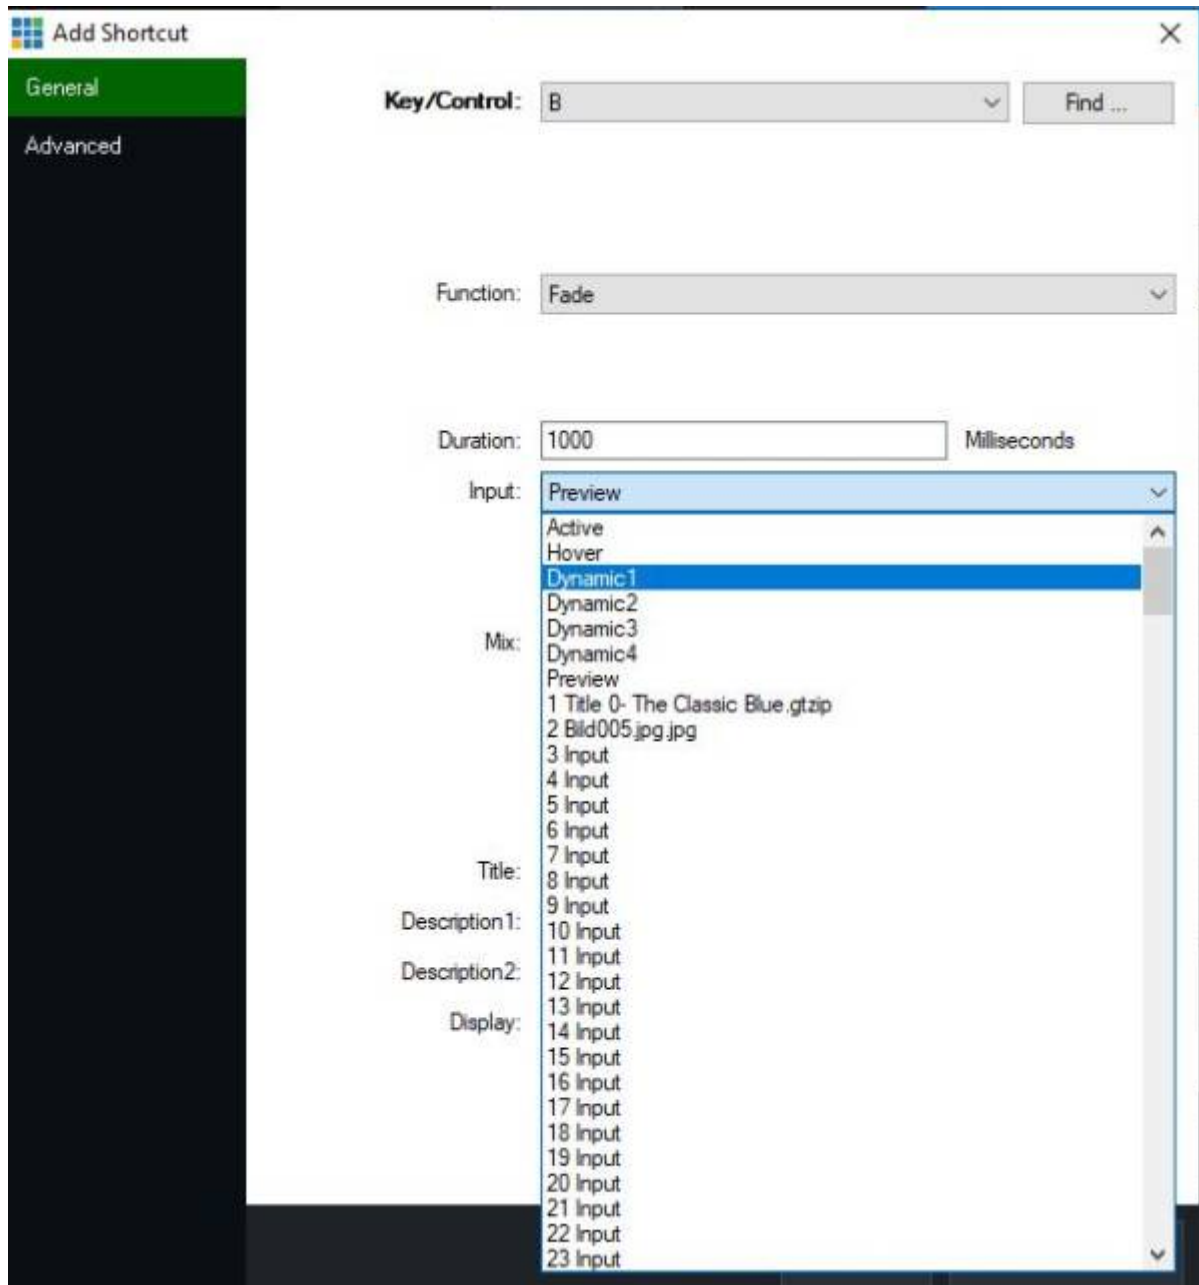 Add Shortcut
General
Advanced
Key/Control: B Find ...
Function: Fade
Duration: 1000 Milliseconds
Input: Preview
Active
Hover
Dynamic1
Dynamic2
Dynamic3
Mix:
Dynamic4
Preview
1 Title 0- The Classic Blue.gtzip
2 Bild005.jpg.jpg
3 Input
4 Input
5 Input
6 Input
7 Input
Title:
8 Input
9 Input
Description1:
10 Input
11 Input
Description2:
12 Input
13 Input
Display:
14 Input
15 Input
16 Input
17 Input
18 Input
19 Input
20 Input
21 Input
22 Input
23 Input